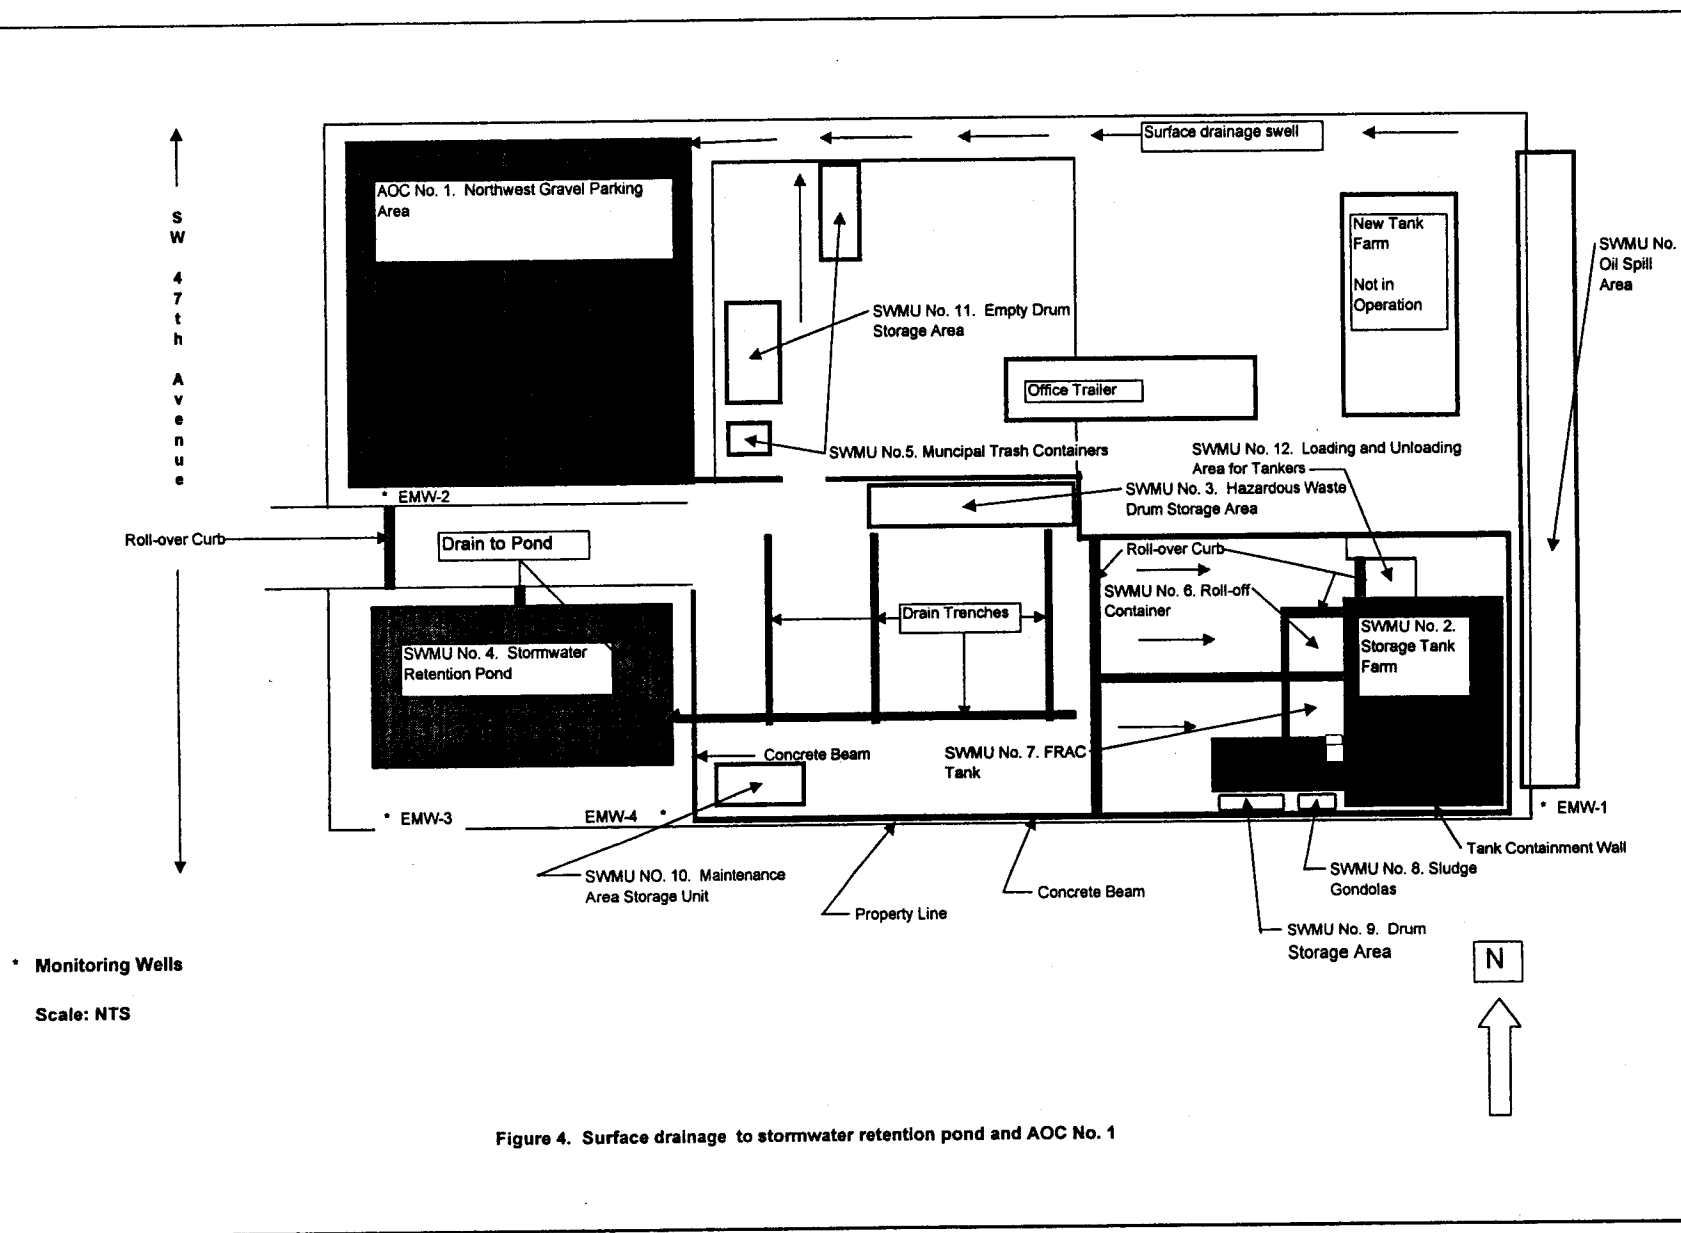 Surface drainage swell
AOC No. 1. Northwest Gravel Parking
Area
SW 47th Avenue
New Tank
Farm
Not in
Operation
SWMU No.
Oil Spill
Area
SWMU No. 11. Empty Drum
Storage Area
Office Trailer
SWMU No.5. Muncipal Trash Containers
SWMU No. 12. Loading and Unloading
Area for Tankers
SWMU No. 3. Hazardous Waste
Drum Storage Area
* EMW-2
Roll-over Curb
Drain to Pond
Roll-over Curb
SWMU No. 6. Roll-off
Container
Drain Trenches
SWMU No. 2.
Storage Tank
Farm
SWMU No. 4. Stormwater
Retention Pond
Concrete Beam
SWMU No. 7. FRAC
Tank
* EMW-3
EMW-4 *
* EMW-1
Tank Containment Wall
SWMU No. 8. Sludge
Gondolas
SWMU NO. 10. Maintenance
Area Storage Unit
Concrete Beam
Property Line
SWMU No. 9. Drum
Storage Area
* Monitoring Wells
Scale: NTS
N
Figure 4. Surface drainage to stormwater retention pond and AOC No. 1